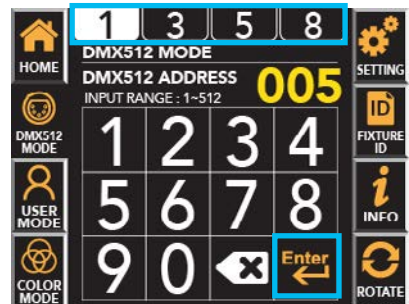 1 3 5 8
HOME
DMX512 MODE
DMX512 ADDRESS
INPUT RANGE : 1~512
005
SETTING
DMX512
MODE
1 2 3 4
ID
FIXTURE
ID
USER
MODE
5 6 7 8
i
INFO
COLOR
MODE
9 0 x Enter
ROTATE